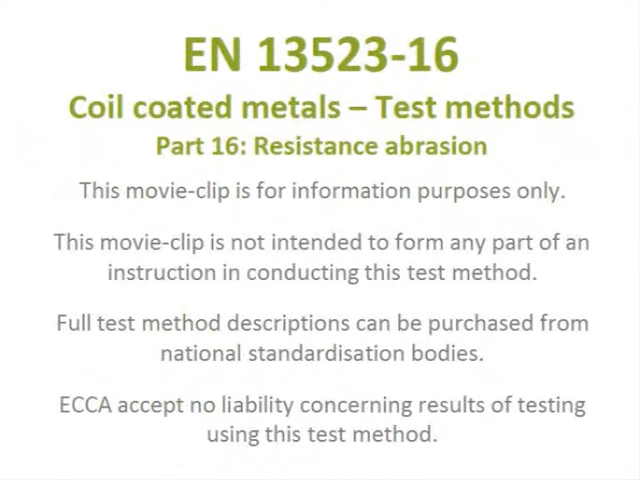 EN 13523-16
Coil coated metals – Test methods
Part 16: Resistance abrasion
This movie-clip is for information purposes only.
This movie-clip is not intended to form any part of an
instruction in conducting this test method.
Full test method descriptions can be purchased from
national standardisation bodies.
ECCA accept no liability concerning results of testing
using this test method.